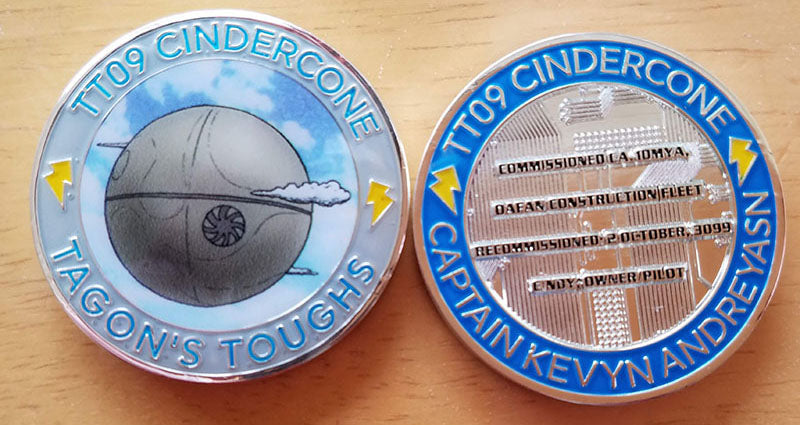 TT09 CINDERCONE
TAGON'S TOUGHS
TT09 CINDERCONE
COMMISSIONED CA. 10MYA,
OAFAN CONSTRUCTION FLEET
RECOMMISSIONED: 2 OCTOBER, 3099
CINDY: OWNER/PILOT
CAPTAIN KEVYN ANDREYASN